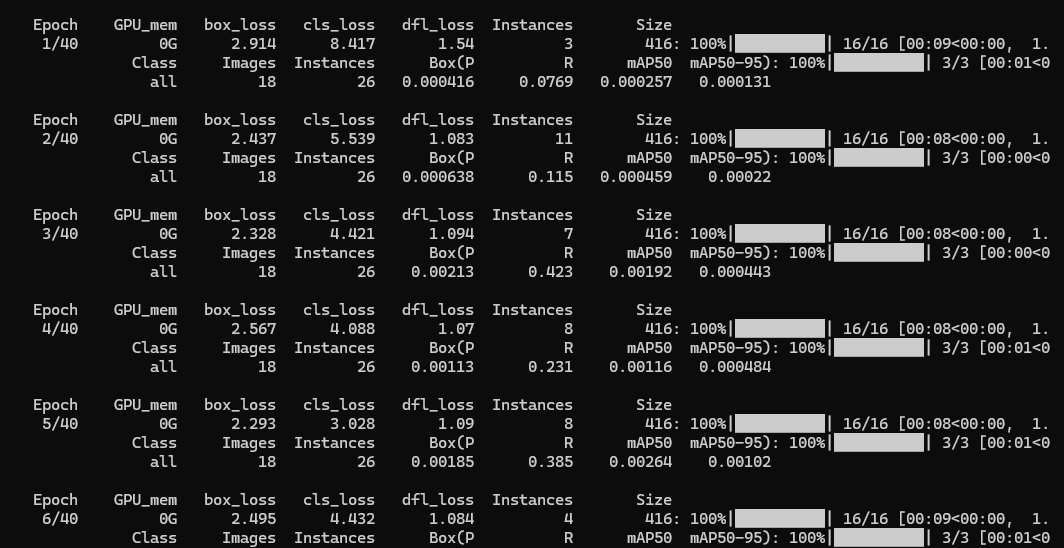 Epoch GPU_mem box_loss cls_loss dfl_loss Instances Size
1/40 0G 2.914 8.417 1.54 3 416: 100%|██████████| 16/16 [00:09<00:00, 1.
Class Images Instances Box(P R mAP50 mAP50-95): 100%|██████████| 3/3 [00:01<0
all 18 26 0.000416 0.0769 0.000257 0.000131
Epoch GPU_mem box_loss cls_loss dfl_loss Instances Size
2/40 0G 2.437 5.539 1.083 11 416: 100%|██████████| 16/16 [00:08<00:00, 1.
Class Images Instances Box(P R mAP50 mAP50-95): 100%|██████████| 3/3 [00:00<0
all 18 26 0.000638 0.115 0.000459 0.00022
Epoch GPU_mem box_loss cls_loss dfl_loss Instances Size
3/40 0G 2.328 4.421 1.094 7 416: 100%|██████████| 16/16 [00:08<00:00, 1.
Class Images Instances Box(P R mAP50 mAP50-95): 100%|██████████| 3/3 [00:00<0
all 18 26 0.00213 0.423 0.00192 0.000443
Epoch GPU_mem box_loss cls_loss dfl_loss Instances Size
4/40 0G 2.567 4.088 1.07 8 416: 100%|██████████| 16/16 [00:08<00:00, 1.
Class Images Instances Box(P R mAP50 mAP50-95): 100%|██████████| 3/3 [00:01<0
all 18 26 0.00113 0.231 0.00116 0.000484
Epoch GPU_mem box_loss cls_loss dfl_loss Instances Size
5/40 0G 2.293 3.028 1.09 8 416: 100%|██████████| 16/16 [00:08<00:00, 1.
Class Images Instances Box(P R mAP50 mAP50-95): 100%|██████████| 3/3 [00:01<0
all 18 26 0.00185 0.385 0.00264 0.00102
Epoch GPU_mem box_loss cls_loss dfl_loss Instances Size
6/40 0G 2.495 4.432 1.084 4 416: 100%|██████████| 16/16 [00:09<00:00, 1.
Class Images Instances Box(P R mAP50 mAP50-95): 100%|██████████| 3/3 [00:01<0